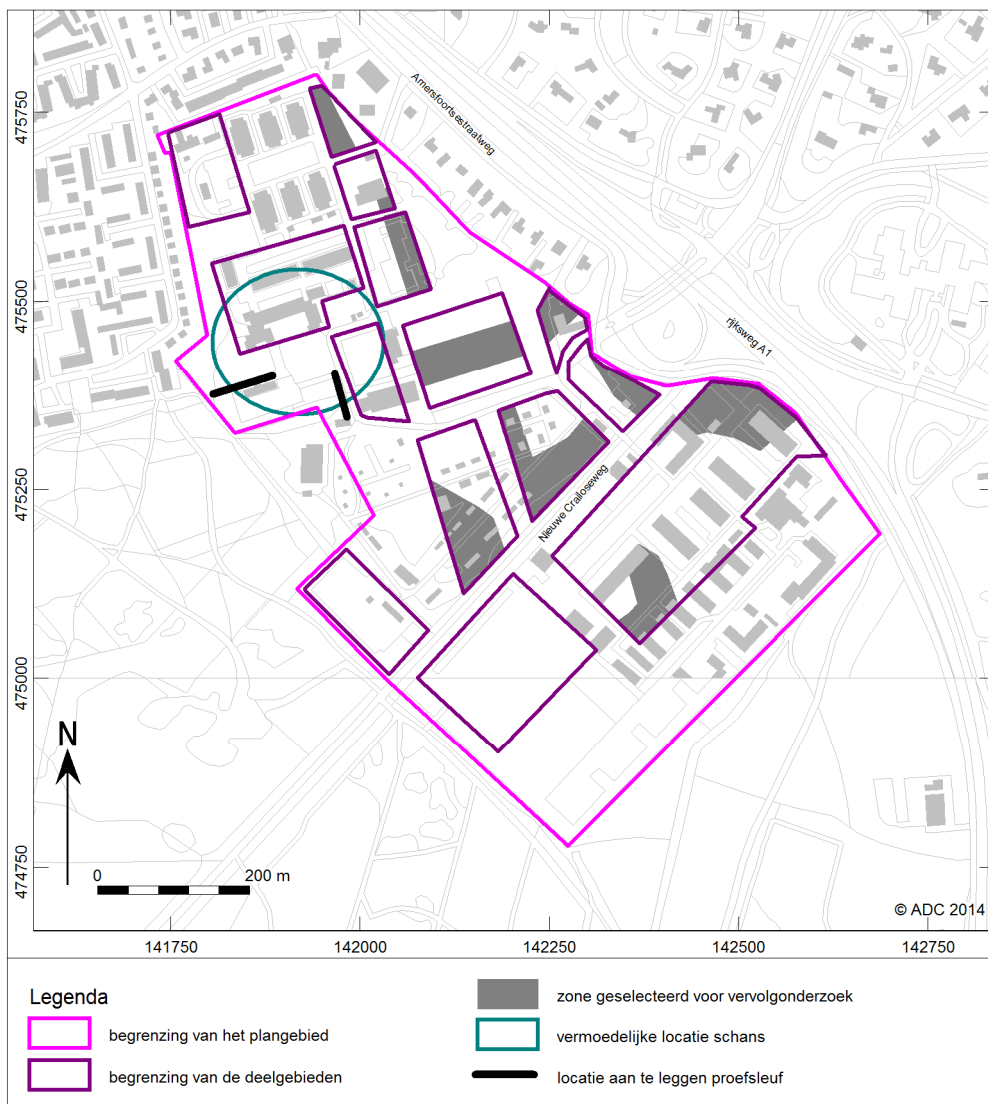 475750
475500
475250
475000
474750
Amersfoortsestraatweg
rijksweg A1
Nieuwe Crailoseweg
N
0 200 m
© ADC 2014
141750 142000 142250 142500 142750
Legenda
begrenzing van het plangebied
begrenzing van de deelgebieden
zone geselecteerd voor vervolgonderzoek
vermoedelijke locatie schans
locatie aan te leggen proefsleuf